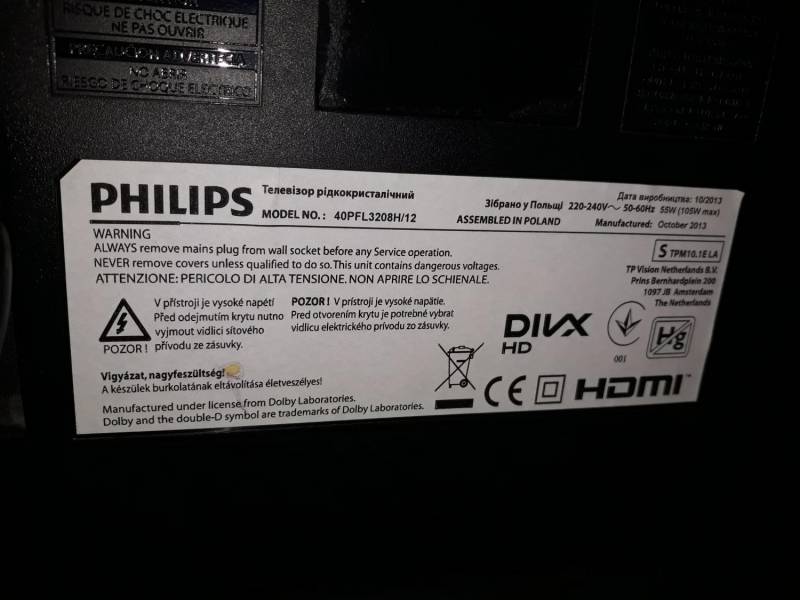 RISQUE DE CHOC ELECTRIQUE
NE PAS OUVRIR
NO ABRIR
RIESGO DE CHOQUE ELECTRICO
PHILIPS
Телевізор рідкокристалічний
MODEL NO.: 40PFL3208H/12
Дата виробництва: 10/2013
Зібрано у Польщі 220-240V~ 50-60Hz 55W (105W max)
ASSEMBLED IN POLAND Manufactured: October 2013
WARNING
ALWAYS remove mains plug from wall socket before any Service operation.
NEVER remove covers unless qualified to do so. This unit contains dangerous voltages.
ATTENZIONE: PERICOLO DI ALTA TENSIONE. NON APRIRE LO SCHIENALE.
S TPM10.1E LA
TP Vision Netherlands B.V.
Prins Bernhardplein 200
1097 JB Amsterdam
The Netherlands
POZOR !
V přístroji je vysoké napětí
Před odejmutím krytu nutno
vyjmout vidlici sítového
přívodu ze zásuvky.
POZOR ! V prístroji je vysoké napätie.
Pred otvorením krytu je potrebné vybrat
vidlicu elektrického prívodu zo zásuvky.
DIVX
HD
001
Hg
Vigyázat, nagyfeszültség!
A készülek burkolatának eltávolítása életveszélyes!
Manufactured under license from Dolby Laboratories.
Dolby and the double-D symbol are trademarks of Dolby Laboratories.
CE
HDMI™